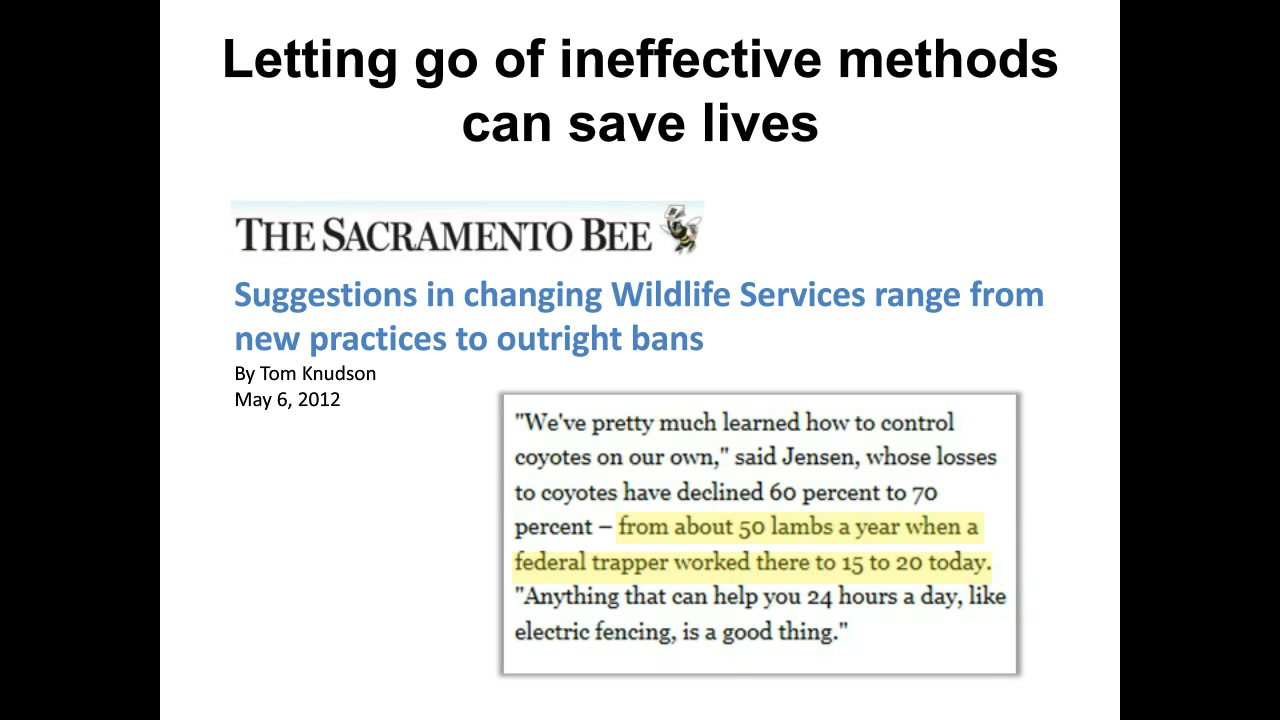 Letting go of ineffective methods
can save lives
THE SACRAMENTO BEE
Suggestions in changing Wildlife Services range from
new practices to outright bans
By Tom Knudson
May 6, 2012
"We've pretty much learned how to control
coyotes on our own," said Jensen, whose losses
to coyotes have declined 60 percent to 70
percent – from about 50 lambs a year when a
federal trapper worked there to 15 to 20 today.
"Anything that can help you 24 hours a day, like
electric fencing, is a good thing."